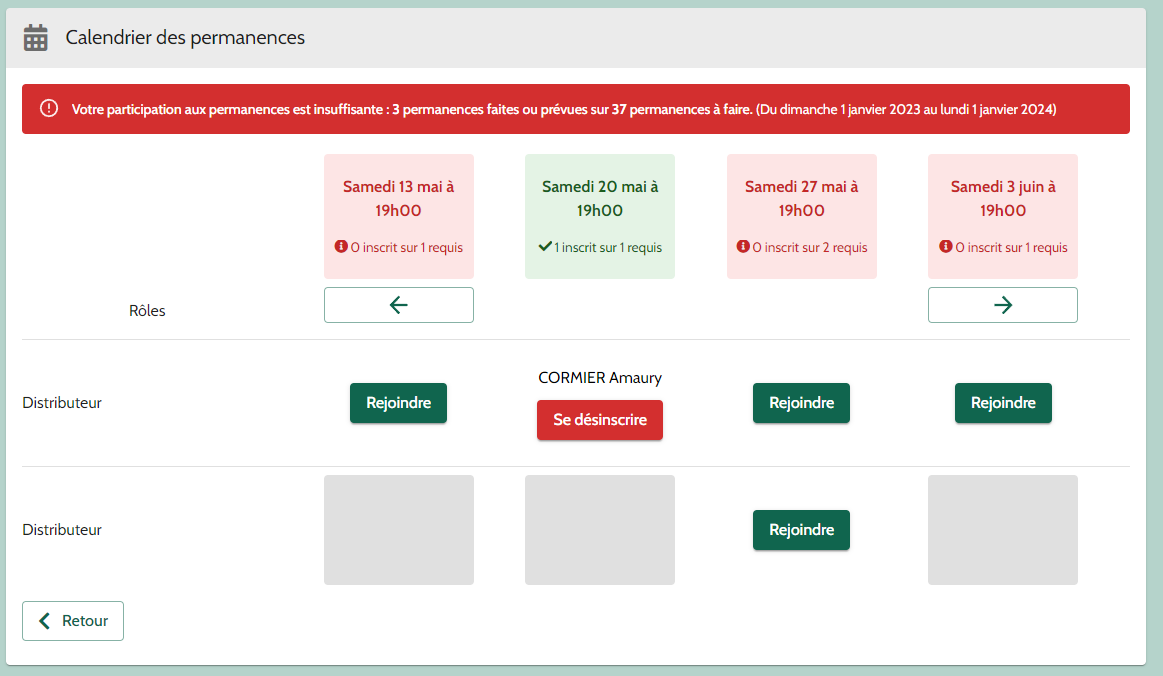 Calendrier des permanences
Votre participation aux permanences est insuffisante : 3 permanences faites ou prévues sur 37 permanences à faire. (Du dimanche 1 janvier 2023 au lundi 1 janvier 2024)
Samedi 13 mai à
19h00
0 inscrit sur 1 requis
Samedi 20 mai à
19h00
1 inscrit sur 1 requis
Samedi 27 mai à
19h00
0 inscrit sur 2 requis
Samedi 3 juin à
19h00
0 inscrit sur 1 requis
Rôles
Distributeur
Rejoindre
CORMIER Amaury
Se désinscrire
Rejoindre
Rejoindre
Distributeur
Rejoindre
Retour